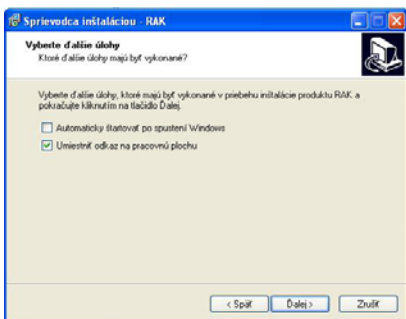 Sprievodca inštaláciou - RAK
Vyberte ďalšie úlohy
Ktoré ďalšie úlohy majú byť vykonané?
Vyberte ďalšie úlohy, ktoré majú byť vykonané v priebehu inštalácie produktu RAK a
pokračujte kliknutím na tlačidlo Ďalej.
Automaticky štartovať po spustení Windows
Umiestniť odkaz na pracovnú plochu
< Späť
Ďalej >
Zrušiť